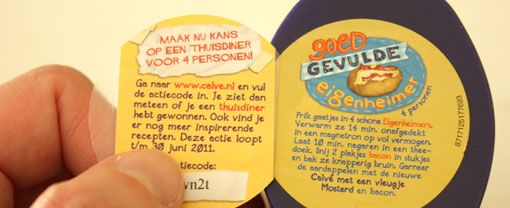 MAAK NU KANS
OP EEN 'THUISDINER
VOOR 4 PERSONEN!
Ga naar www.calve.nl en vul
de actiecode in. Je ziet dan
meteen of je een thuisdiner
hebt gewonnen. Ook vind je
er nog meer inspirerende
recepten. Deze actie loopt
t/m 30 juni 2011.
tiecode:
vn2t
goed
GEVULDE
eigenheimer
4 personen
Prik gaatjes in 4 schone Eigenheimers.
Verwarm ze 14 min. onafgedekt
in een magnetron op vol vermogen.
Laat 10 min. nagaren in een thee-
doek. Snij 2 plakjes bacon in stukjes
en bak ze knapperig bruin. Garneer
de aardappelen met de nieuwe
Calvé met een vleugje
Mosterd en bacon.
8717125177693